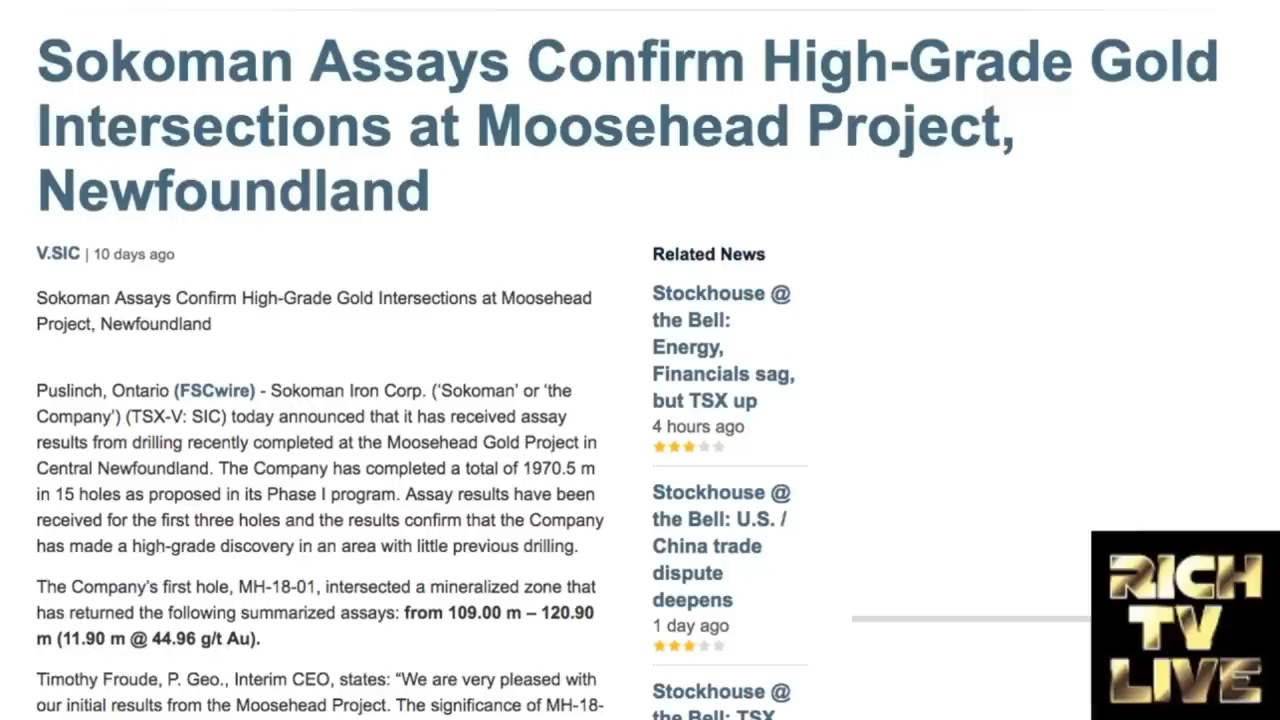 Sokoman Assays Confirm High-Grade Gold
Intersections at Moosehead Project,
Newfoundland
V.SIC | 10 days ago
Sokoman Assays Confirm High-Grade Gold Intersections at Moosehead
Project, Newfoundland
Puslinch, Ontario (FSCwire) - Sokoman Iron Corp. (‘Sokoman’ or ‘the
Company’) (TSX-V: SIC) today announced that it has received assay
results from drilling recently completed at the Moosehead Gold Project in
Central Newfoundland. The Company has completed a total of 1970.5 m
in 15 holes as proposed in its Phase I program. Assay results have been
received for the first three holes and the results confirm that the Company
has made a high-grade discovery in an area with little previous drilling.
The Company’s first hole, MH-18-01, intersected a mineralized zone that
has returned the following summarized assays: from 109.00 m – 120.90
m (11.90 m @ 44.96 g/t Au).
Timothy Froude, P. Geo., Interim CEO, states: “We are very pleased with
our initial results from the Moosehead Project. The significance of MH-18-
Related News
Stockhouse @
the Bell:
Energy,
Financials sag,
but TSX up
4 hours ago
Stockhouse @
the Bell: U.S. /
China trade
dispute
deepens
1 day ago
Stockhouse @
the Bell: TSX
RICH
TV
LIVE